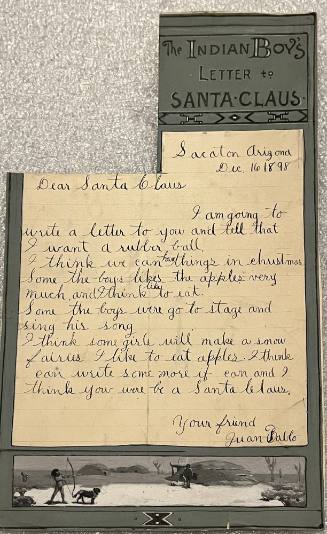 The INDIAN BOY'S
LETTER to
SANTA-CLAUS.
Sacaton Arizona
Dec. 16 1898
Dear Santa Claus
I am going to
write a letter to you and tell that
I want a rubber ball.
I think we can have things in christmas
Some the boys likes the apples very
much and I think they to eat.
Some the boys were go to stage and
sing his song
I think some girls will make a snow
fairies I like to eat apples. I think
can write some more if can and I
think you were be a Santa Claus.
Your friend
Juan Pablo